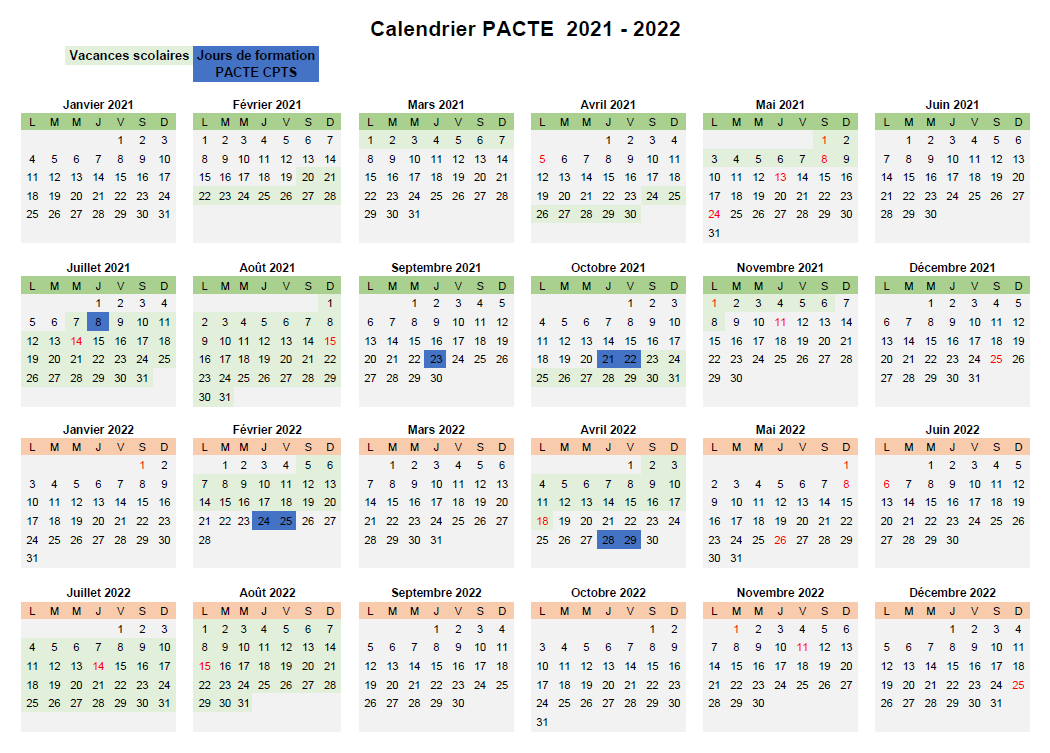 Calendrier PACTE 2021 - 2022
Vacances scolaires Jours de formation
PACTE CPTS
Janvier 2021
L M M J V S D
1 2 3
4 5 6 7 8 9 10
11 12 13 14 15 16 17
18 19 20 21 22 23 24
25 26 27 28 29 30 31
Février 2021
L M M J V S D
1 2 3 4 5 6 7
8 9 10 11 12 13 14
15 16 17 18 19 20 21
22 23 24 25 26 27 28
Mars 2021
L M M J V S D
1 2 3 4 5 6 7
8 9 10 11 12 13 14
15 16 17 18 19 20 21
22 23 24 25 26 27 28
29 30 31
Avril 2021
L M M J V S D
1 2 3 4
5 6 7 8 9 10 11
12 13 14 15 16 17 18
19 20 21 22 23 24 25
26 27 28 29 30
Mai 2021
L M M J V S D
1 2
3 4 5 6 7 8 9
10 11 12 13 14 15 16
17 18 19 20 21 22 23
24 25 26 27 28 29 30
31
Juin 2021
L M M J V S D
1 2 3 4 5 6
7 8 9 10 11 12 13
14 15 16 17 18 19 20
21 22 23 24 25 26 27
28 29 30
Juillet 2021
L M M J V S D
1 2 3 4
5 6 7 8 9 10 11
12 13 14 15 16 17 18
19 20 21 22 23 24 25
26 27 28 29 30 31
Août 2021
L M M J V S D
1
2 3 4 5 6 7 8
9 10 11 12 13 14 15
16 17 18 19 20 21 22
23 24 25 26 27 28 29
30 31
Septembre 2021
L M M J V S D
1 2 3 4 5
6 7 8 9 10 11 12
13 14 15 16 17 18 19
20 21 22 23 24 25 26
27 28 29 30
Octobre 2021
L M M J V S D
1 2 3
4 5 6 7 8 9 10
11 12 13 14 15 16 17
18 19 20 21 22 23 24
25 26 27 28 29 30 31
Novembre 2021
L M M J V S D
1 2 3 4 5 6 7
8 9 10 11 12 13 14
15 16 17 18 19 20 21
22 23 24 25 26 27 28
29 30
Décembre 2021
L M M J V S D
1 2 3 4 5
6 7 8 9 10 11 12
13 14 15 16 17 18 19
20 21 22 23 24 25 26
27 28 29 30 31
Janvier 2022
L M M J V S D
1 2
3 4 5 6 7 8 9
10 11 12 13 14 15 16
17 18 19 20 21 22 23
24 25 26 27 28 29 30
31
Février 2022
L M M J V S D
1 2 3 4 5 6
7 8 9 10 11 12 13
14 15 16 17 18 19 20
21 22 23 24 25 26 27
28
Mars 2022
L M M J V S D
1 2 3 4 5 6
7 8 9 10 11 12 13
14 15 16 17 18 19 20
21 22 23 24 25 26 27
28 29 30 31
Avril 2022
L M M J V S D
1 2 3
4 5 6 7 8 9 10
11 12 13 14 15 16 17
18 19 20 21 22 23 24
25 26 27 28 29 30
Mai 2022
L M M J V S D
1
2 3 4 5 6 7 8
9 10 11 12 13 14 15
16 17 18 19 20 21 22
23 24 25 26 27 28 29
30 31
Juin 2022
L M M J V S D
1 2 3 4 5
6 7 8 9 10 11 12
13 14 15 16 17 18 19
20 21 22 23 24 25 26
27 28 29 30
Juillet 2022
L M M J V S D
1 2 3
4 5 6 7 8 9 10
11 12 13 14 15 16 17
18 19 20 21 22 23 24
25 26 27 28 29 30 31
Août 2022
L M M J V S D
1 2 3 4 5 6 7
8 9 10 11 12 13 14
15 16 17 18 19 20 21
22 23 24 25 26 27 28
29 30 31
Septembre 2022
L M M J V S D
1 2 3 4
5 6 7 8 9 10 11
12 13 14 15 16 17 18
19 20 21 22 23 24 25
26 27 28 29 30
Octobre 2022
L M M J V S D
1 2
3 4 5 6 7 8 9
10 11 12 13 14 15 16
17 18 19 20 21 22 23
24 25 26 27 28 29 30
31
Novembre 2022
L M M J V S D
1 2 3 4 5 6
7 8 9 10 11 12 13
14 15 16 17 18 19 20
21 22 23 24 25 26 27
28 29 30
Décembre 2022
L M M J V S D
1 2 3 4
5 6 7 8 9 10 11
12 13 14 15 16 17 18
19 20 21 22 23 24 25
26 27 28 29 30 31